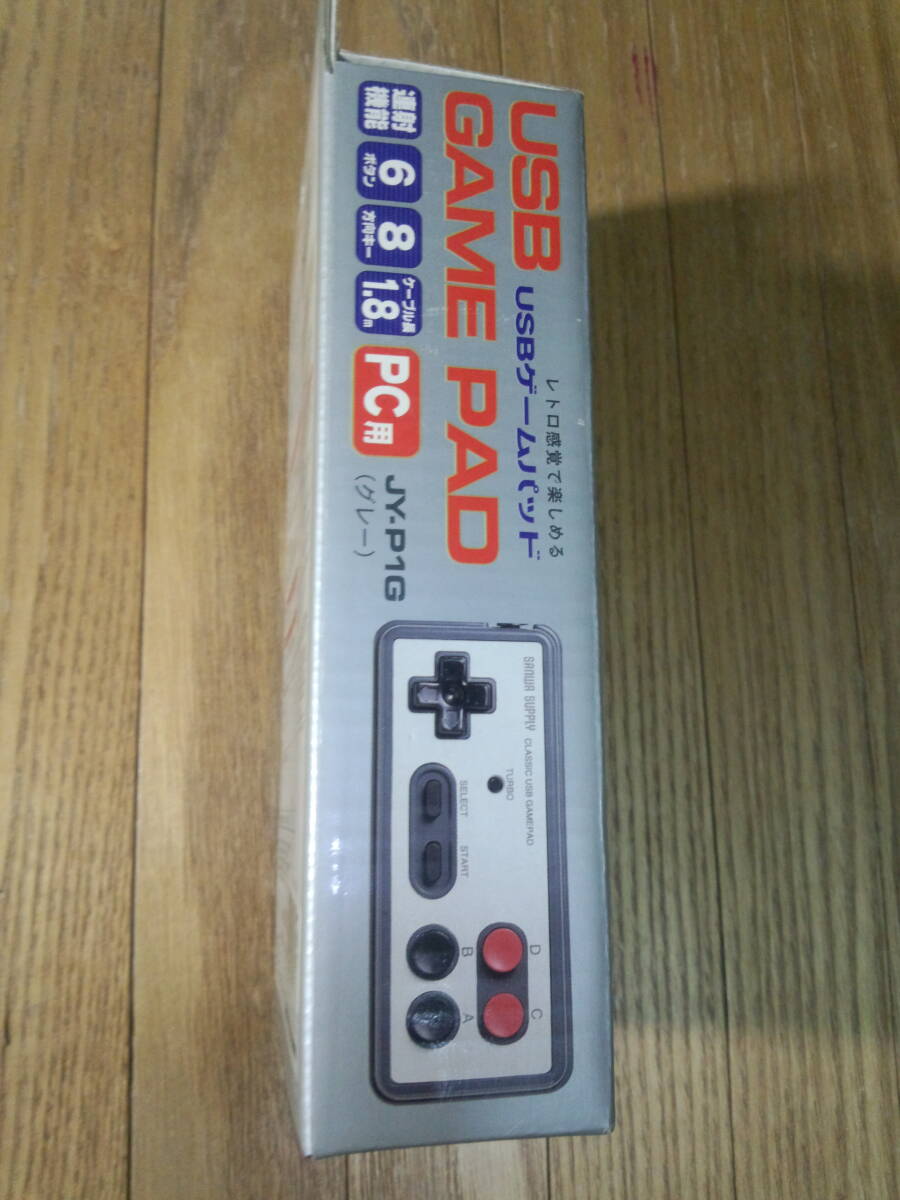 レトロ感覚で楽しめる
USB USBゲームパッド
GAME PAD
連射
機能
6
ボタン
8
方向キー
ケーブル長
1.8m
PC用
JY-P1G
(グレー)
SANWA SUPPLY CLASSIC USB GAMEPAD
TURBO
SELECT START
D C
B A